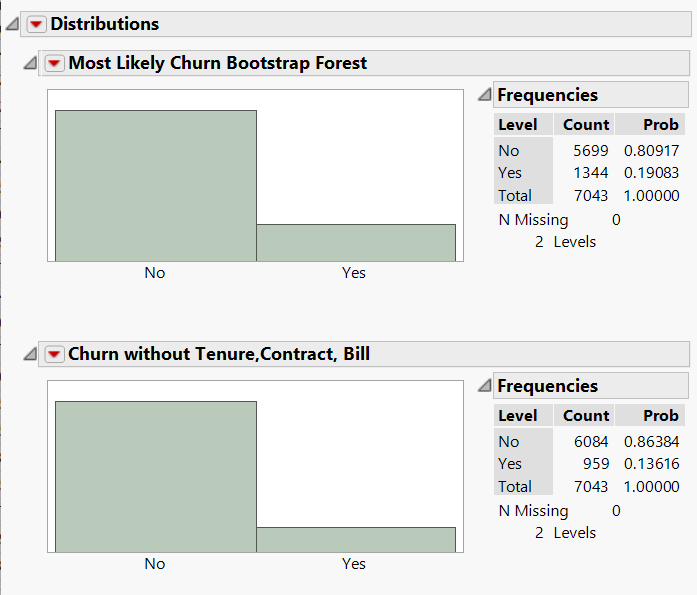 Distributions
Most Likely Churn Bootstrap Forest
No Yes
Frequencies
Level Count Prob
No 5699 0.80917
Yes 1344 0.19083
Total 7043 1.00000
N Missing 0
2 Levels
Churn without Tenure,Contract, Bill
No Yes
Frequencies
Level Count Prob
No 6084 0.86384
Yes 959 0.13616
Total 7043 1.00000
N Missing 0
2 Levels